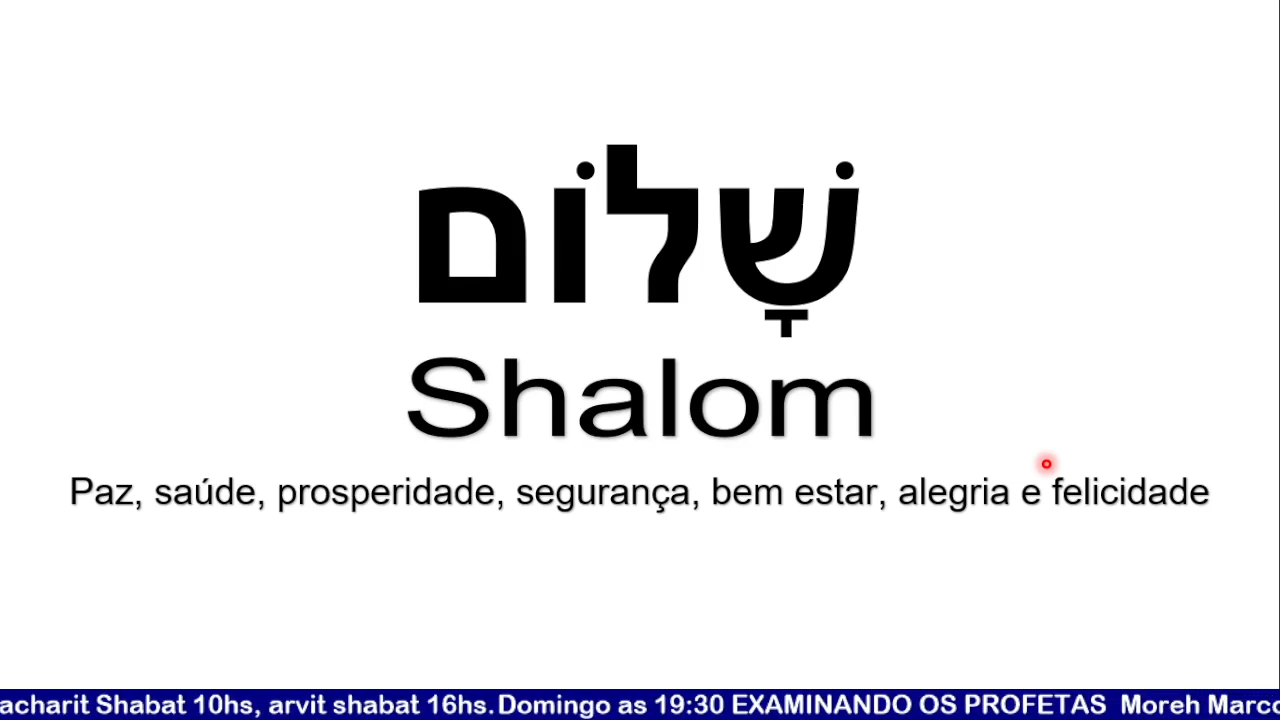 שָׁלוֹם
Shalom
Paz, saúde, prosperidade, segurança, bem estar, alegria e felicidade
acharit Shabat 10hs, arvit shabat 16hs. Domingo as 19:30 EXAMINANDO OS PROFETAS Moreh Marco